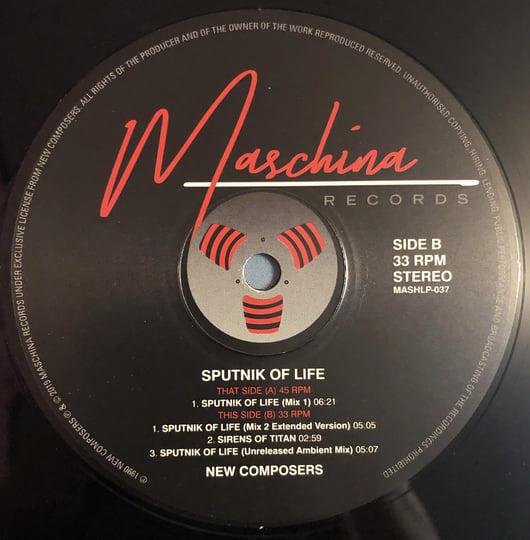 Maschina
RECORDS
SIDE B
33 RPM
STEREO
MASHLP-037
SPUTNIK OF LIFE
THAT SIDE (A) 45 RPM
1. SPUTNIK OF LIFE (Mix 1) 06:21
THIS SIDE (B) 33 RPM
1. SPUTNIK OF LIFE (Mix 2 Extended Version) 05:05
2. SIRENS OF TITAN 02:59
3. SPUTNIK OF LIFE (Unreleased Ambient Mix) 05:07
NEW COMPOSERS
℗ 1990 NEW COMPOSERS ℗ & © 2019 MASCHINA RECORDS UNDER EXCLUSIVE LICENSE FROM NEW COMPOSERS. ALL RIGHTS OF THE PRODUCER AND OF THE OWNER OF THE WORK REPRODUCED RESERVED. UNAUTHORISED COPYING, HIRING, LENDING, PUBLIC PERFORMANCE AND BROADCASTING OF THE RECORDINGS PROHIBITED